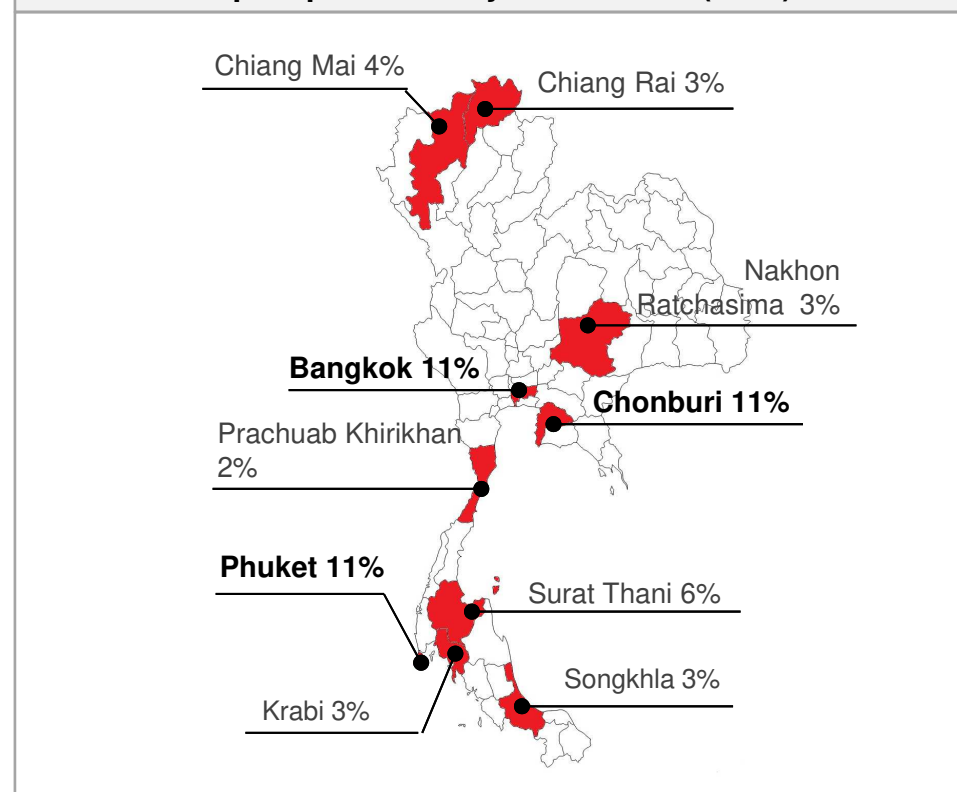 Chiang Mai 4%
Chiang Rai 3%
Nakhon
Ratchasima 3%
Bangkok 11%
Chonburi 11%
Prachuab Khirikhan
2%
Phuket 11%
Surat Thani 6%
Songkhla 3%
Krabi 3%